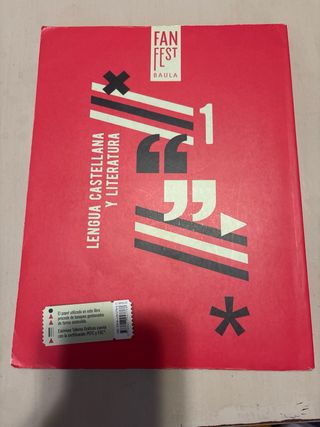 FAN
FEST
BAULA
1
LENGUA CASTELLANA
Y LITERATURA
“ ”
*
El papel utilizado en este libro
procede de bosques gestionados
de forma sostenible.